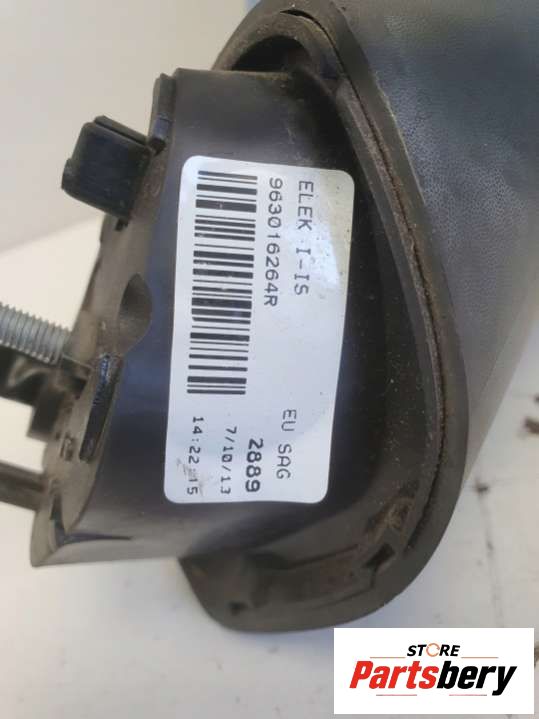 ELEK I-IS
963016264R
EU SAG
2889
7/10/13
14:22:15
STORE
Partsbery